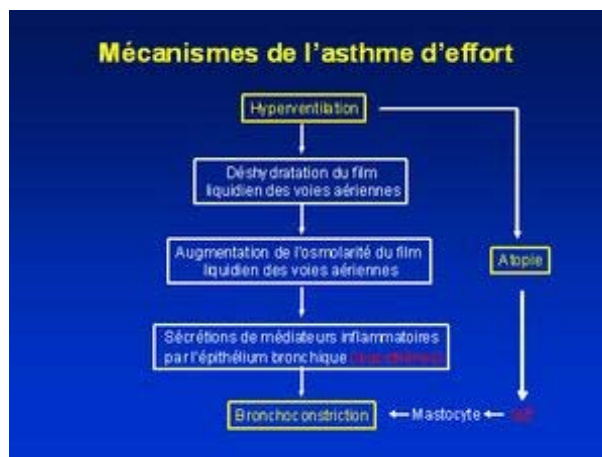 Mécanismes de l'asthme d'effort
Hyperventilation
Déshydratation du film
liquidien des voies aériennes
Augmentation de l'osmolarité du film
liquidien des voies aériennes
Atopie
Sécrétions de médiateurs inflammatoires
par l'épithélium bronchique
Bronchoconstriction
Mastocyte